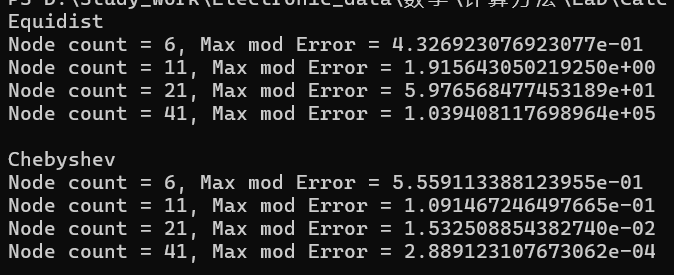 PS D:\Study_Work\Electronic_data\数学\计算方法\Lab\Calc
Equidist
Node count = 6, Max mod Error = 4.326923076923077e-01
Node count = 11, Max mod Error = 1.915643050219250e+00
Node count = 21, Max mod Error = 5.976568477453189e+01
Node count = 41, Max mod Error = 1.039408117698964e+05
Chebyshev
Node count = 6, Max mod Error = 5.559113388123955e-01
Node count = 11, Max mod Error = 1.091467246497665e-01
Node count = 21, Max mod Error = 1.532508854382740e-02
Node count = 41, Max mod Error = 2.889123107673062e-04